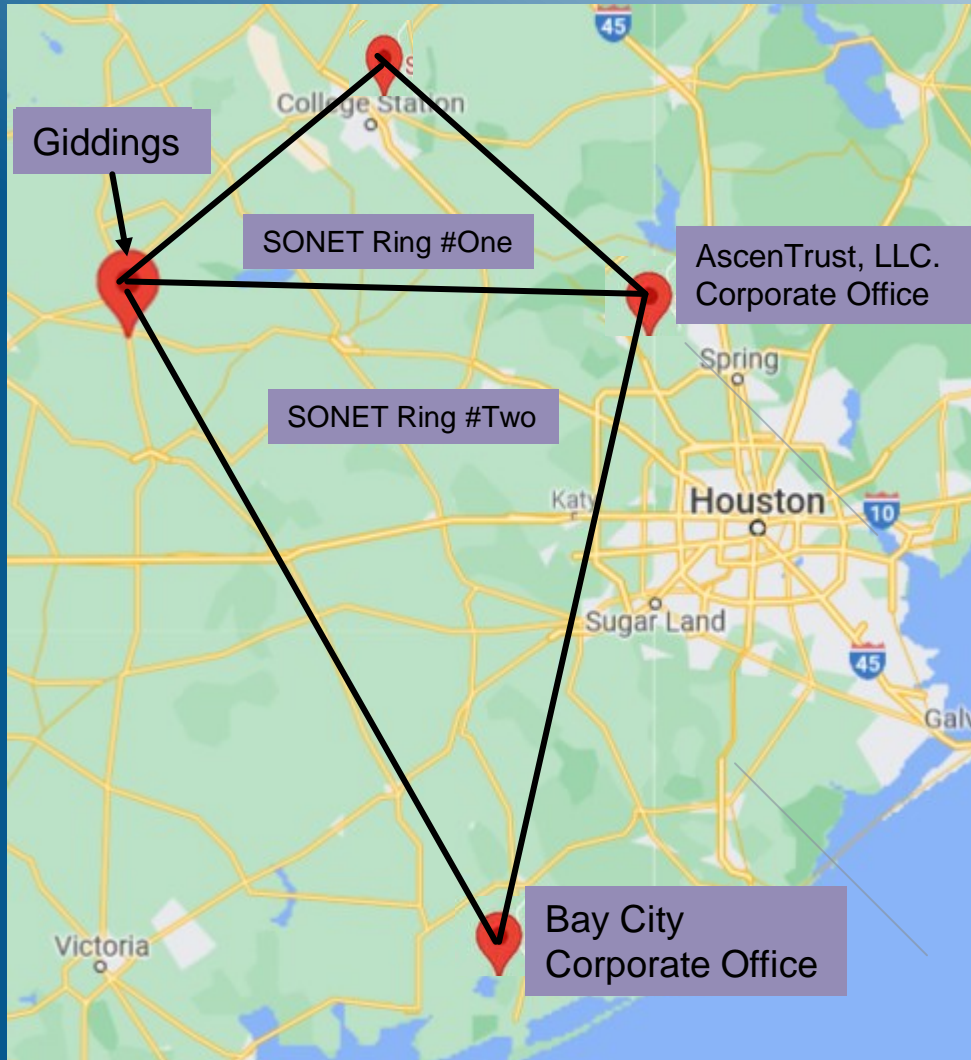 45
S
College Station
Giddings
SONET Ring #One
AscenTrust, LLC.
Corporate Office
Spring
SONET Ring #Two
Katy
Houston
10
Sugar Land
45
Galv
Bay City
Corporate Office
Victoria